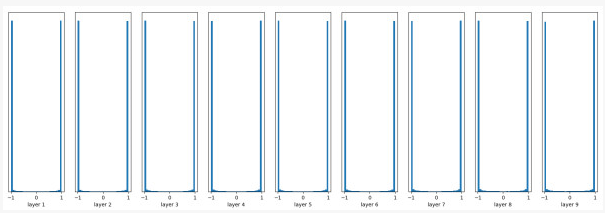 −1 0 1 −1 0 1 −1 0 1 −1 0 1 −1 0 1 −1 0 1 −1 0 1 −1 0 1 −1 0 1
layer 1 layer 2 layer 3 layer 4 layer 5 layer 6 layer 7 layer 8 layer 9